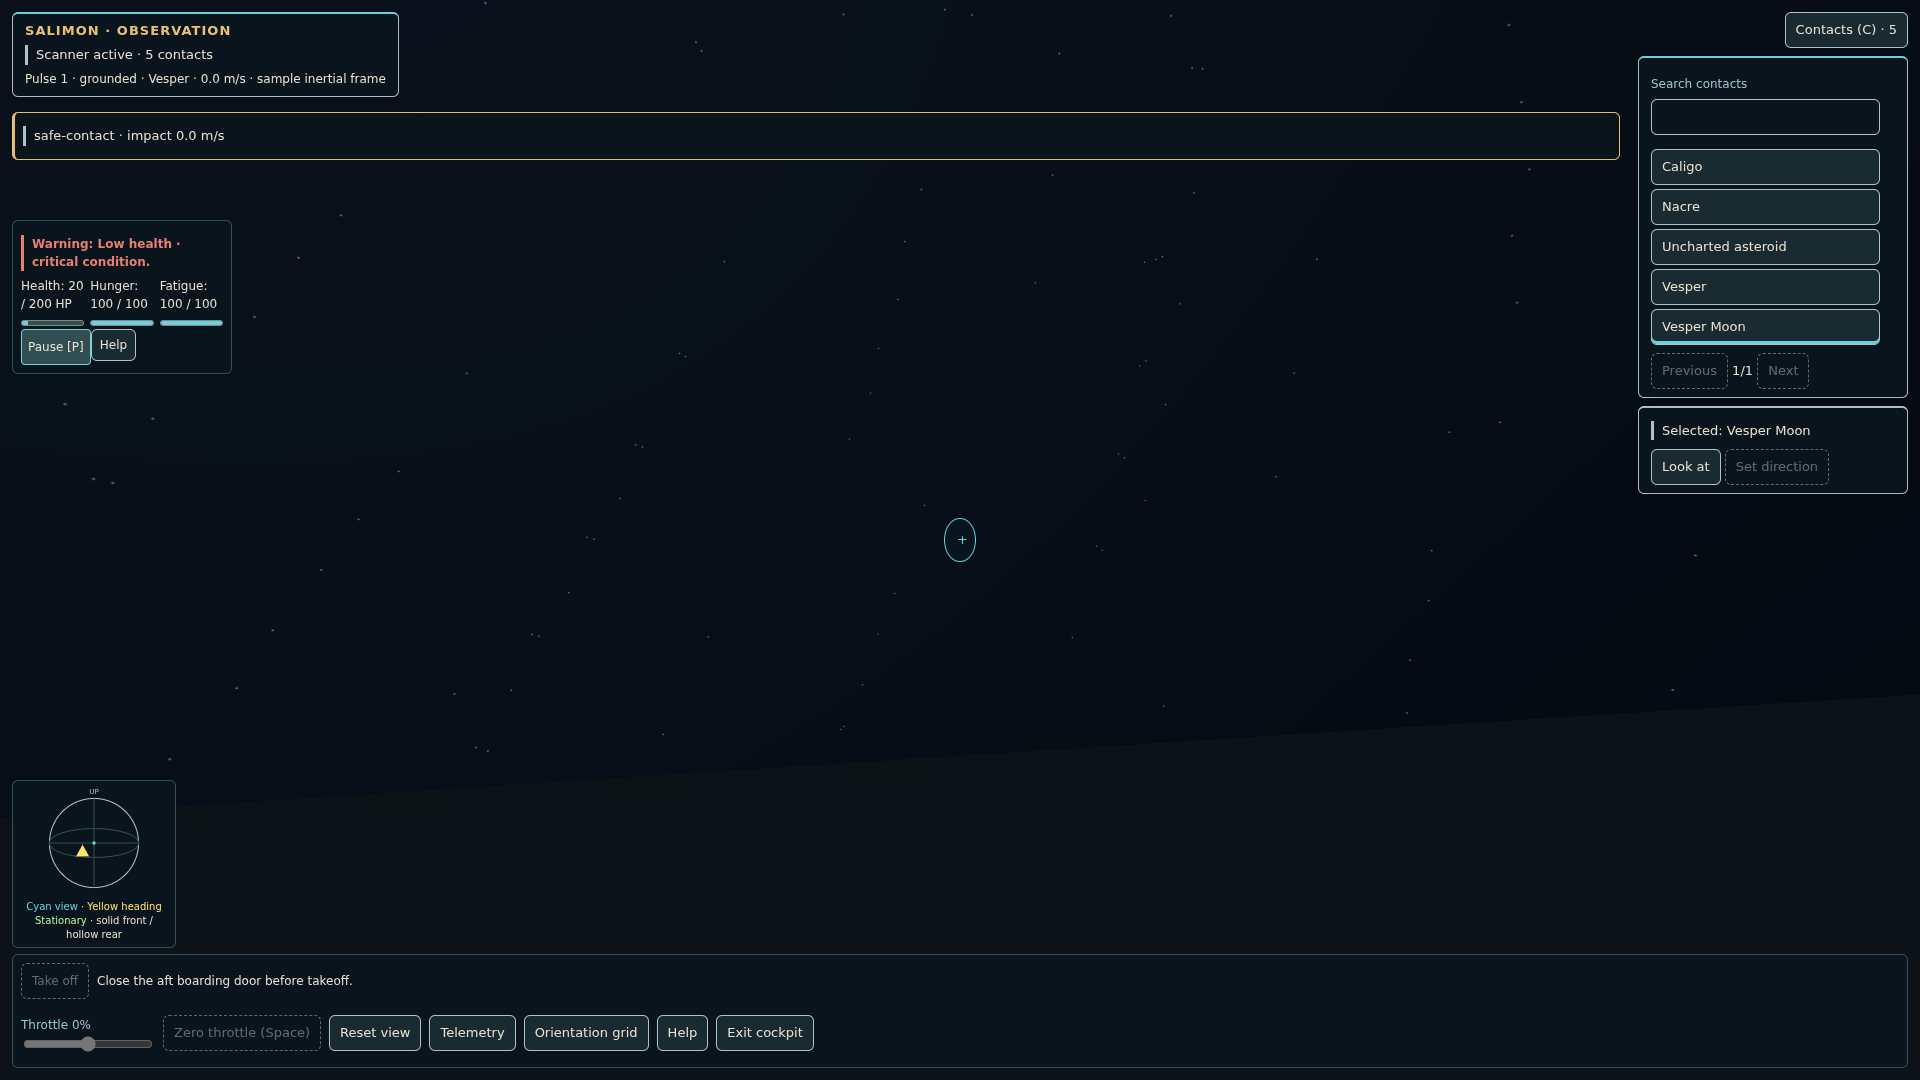 SALIMON · OBSERVATION
Scanner active · 5 contacts
Pulse 1 · grounded · Vesper · 0.0 m/s · sample inertial frame
Contacts (C) · 5
safe-contact · impact 0.0 m/s
Search contacts
Caligo
Nacre
Uncharted asteroid
Vesper
Vesper Moon
Previous 1/1 Next
Selected: Vesper Moon
Look at Set direction
Warning: Low health ·
critical condition.
Health: 20 Hunger: Fatigue:
/ 200 HP 100 / 100 100 / 100
Pause [P] Help
+
UP
Cyan view · Yellow heading
Stationary · solid front /
hollow rear
Take off Close the aft boarding door before takeoff.
Throttle 0%
Zero throttle (Space) Reset view Telemetry Orientation grid Help Exit cockpit